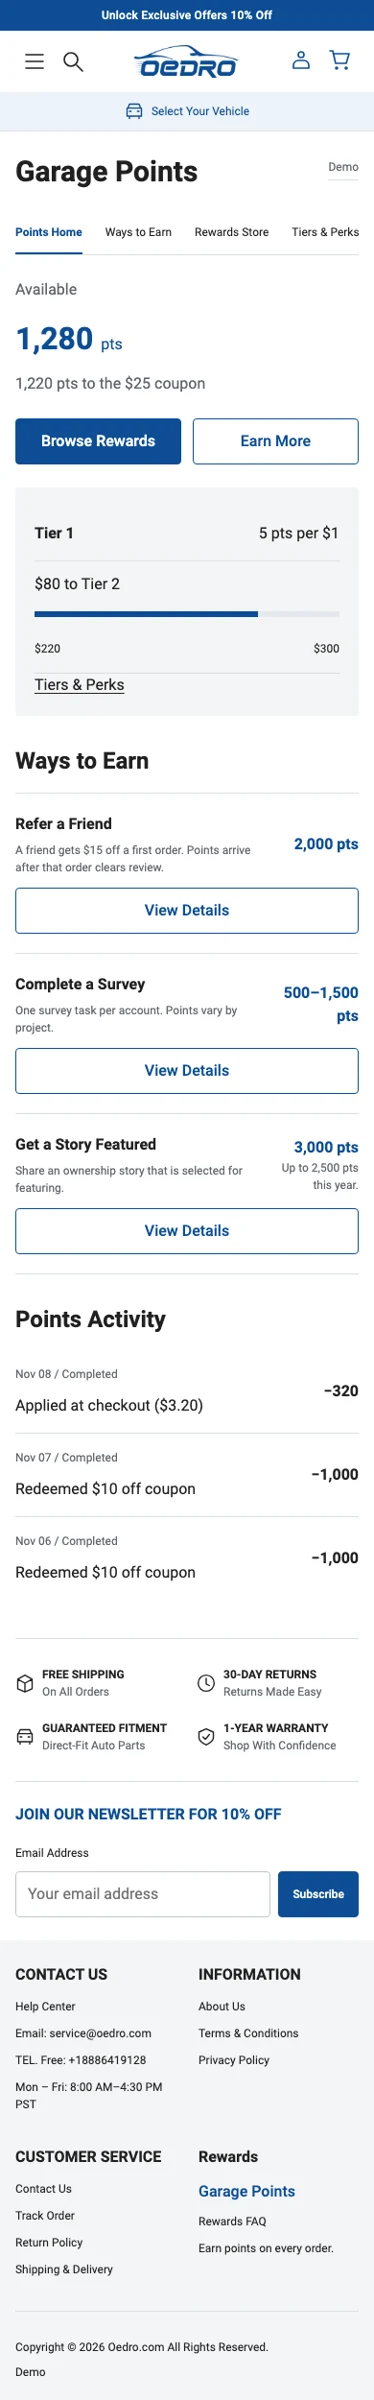 Unlock Exclusive Offers 10% Off
OEDRO
Select Your Vehicle
Garage Points
Demo
Points Home
Ways to Earn
Rewards Store
Tiers & Perks
Available
1,280 pts
1,220 pts to the $25 coupon
Browse Rewards
Earn More
Tier 1
5 pts per $1
$80 to Tier 2
$220
$300
Tiers & Perks
Ways to Earn
Refer a Friend
A friend gets $15 off a first order. Points arrive
after that order clears review.
2,000 pts
View Details
Complete a Survey
One survey task per account. Points vary by
project.
500–1,500
pts
View Details
Get a Story Featured
Share an ownership story that is selected for
featuring.
3,000 pts
Up to 2,500 pts
this year.
View Details
Points Activity
Nov 08 / Completed
Applied at checkout ($3.20)
−320
Nov 07 / Completed
Redeemed $10 off coupon
−1,000
Nov 06 / Completed
Redeemed $10 off coupon
−1,000
FREE SHIPPING
On All Orders
30-DAY RETURNS
Returns Made Easy
GUARANTEED FITMENT
Direct-Fit Auto Parts
1-YEAR WARRANTY
Shop With Confidence
JOIN OUR NEWSLETTER FOR 10% OFF
Email Address
Your email address
Subscribe
CONTACT US
Help Center
Email: service@oedro.com
TEL. Free: +18886419128
Mon – Fri: 8:00 AM–4:30 PM
PST
INFORMATION
About Us
Terms & Conditions
Privacy Policy
CUSTOMER SERVICE
Contact Us
Track Order
Return Policy
Shipping & Delivery
Rewards
Garage Points
Rewards FAQ
Earn points on every order.
Copyright © 2026 Oedro.com All Rights Reserved.
Demo